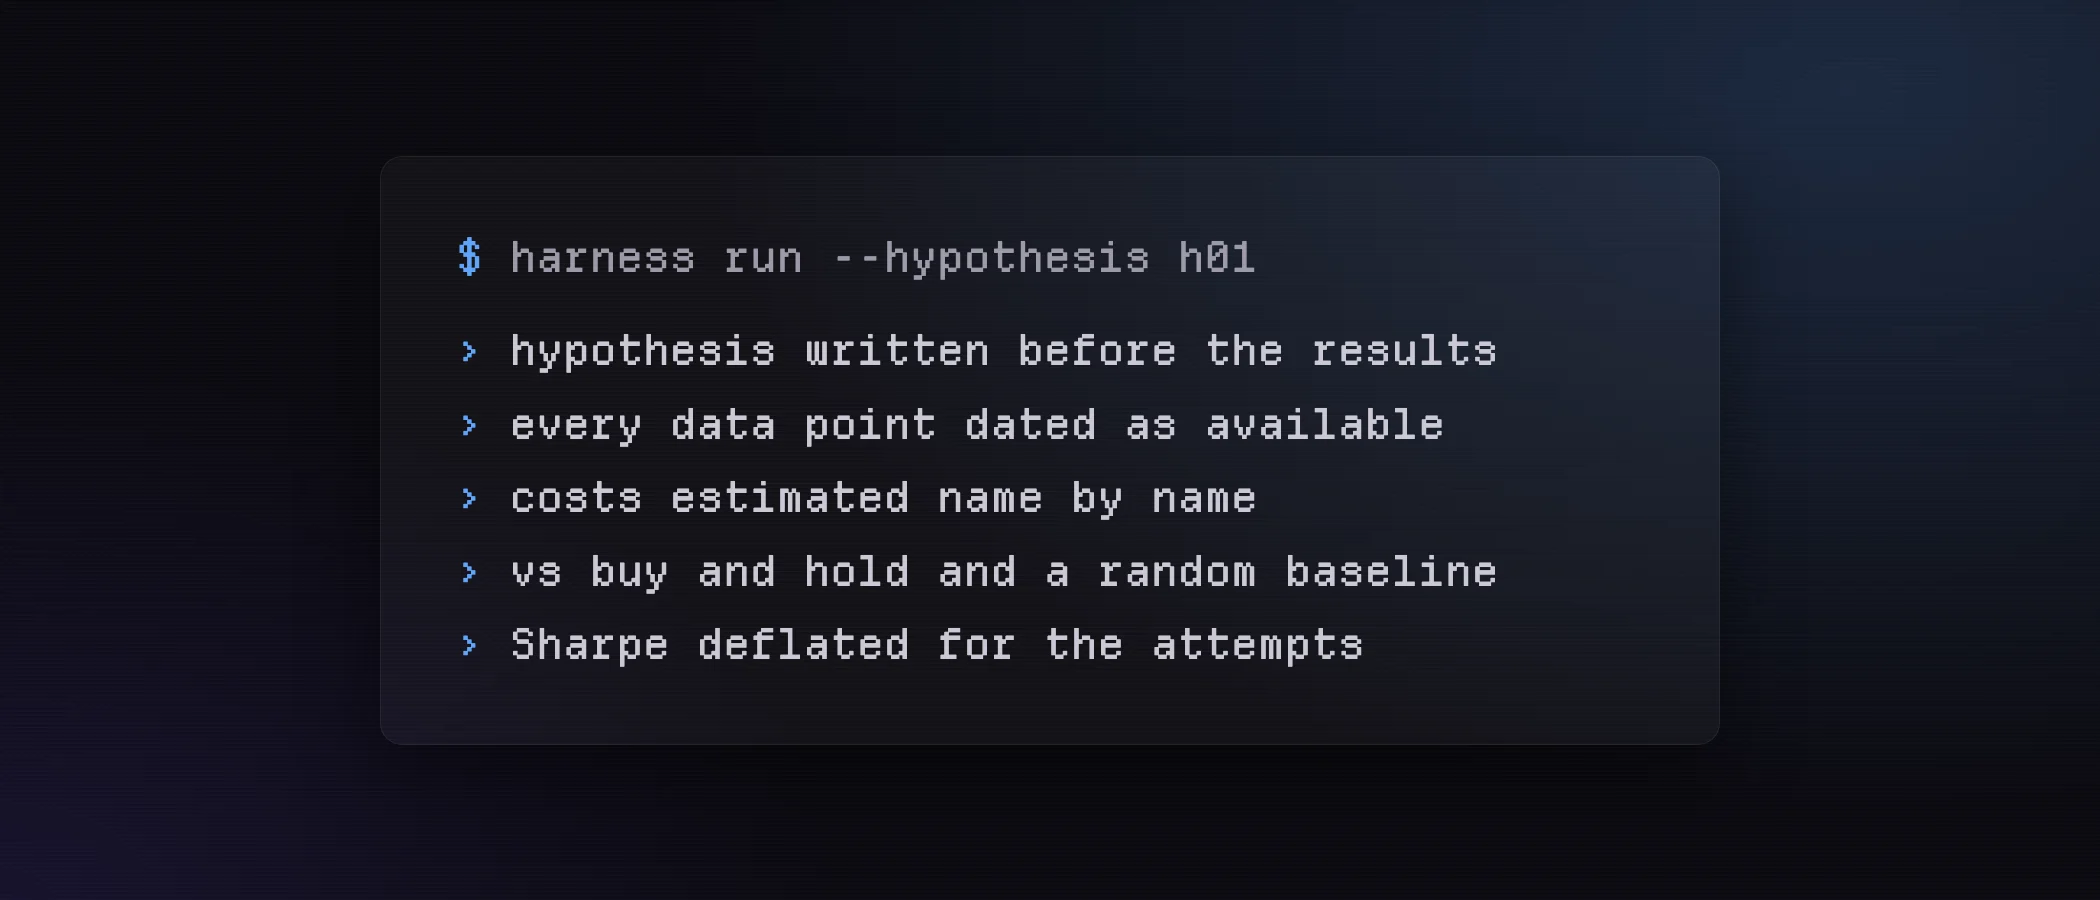 $ harness run --hypothesis h01
› hypothesis written before the results
› every data point dated as available
› costs estimated name by name
› vs buy and hold and a random baseline
› Sharpe deflated for the attempts